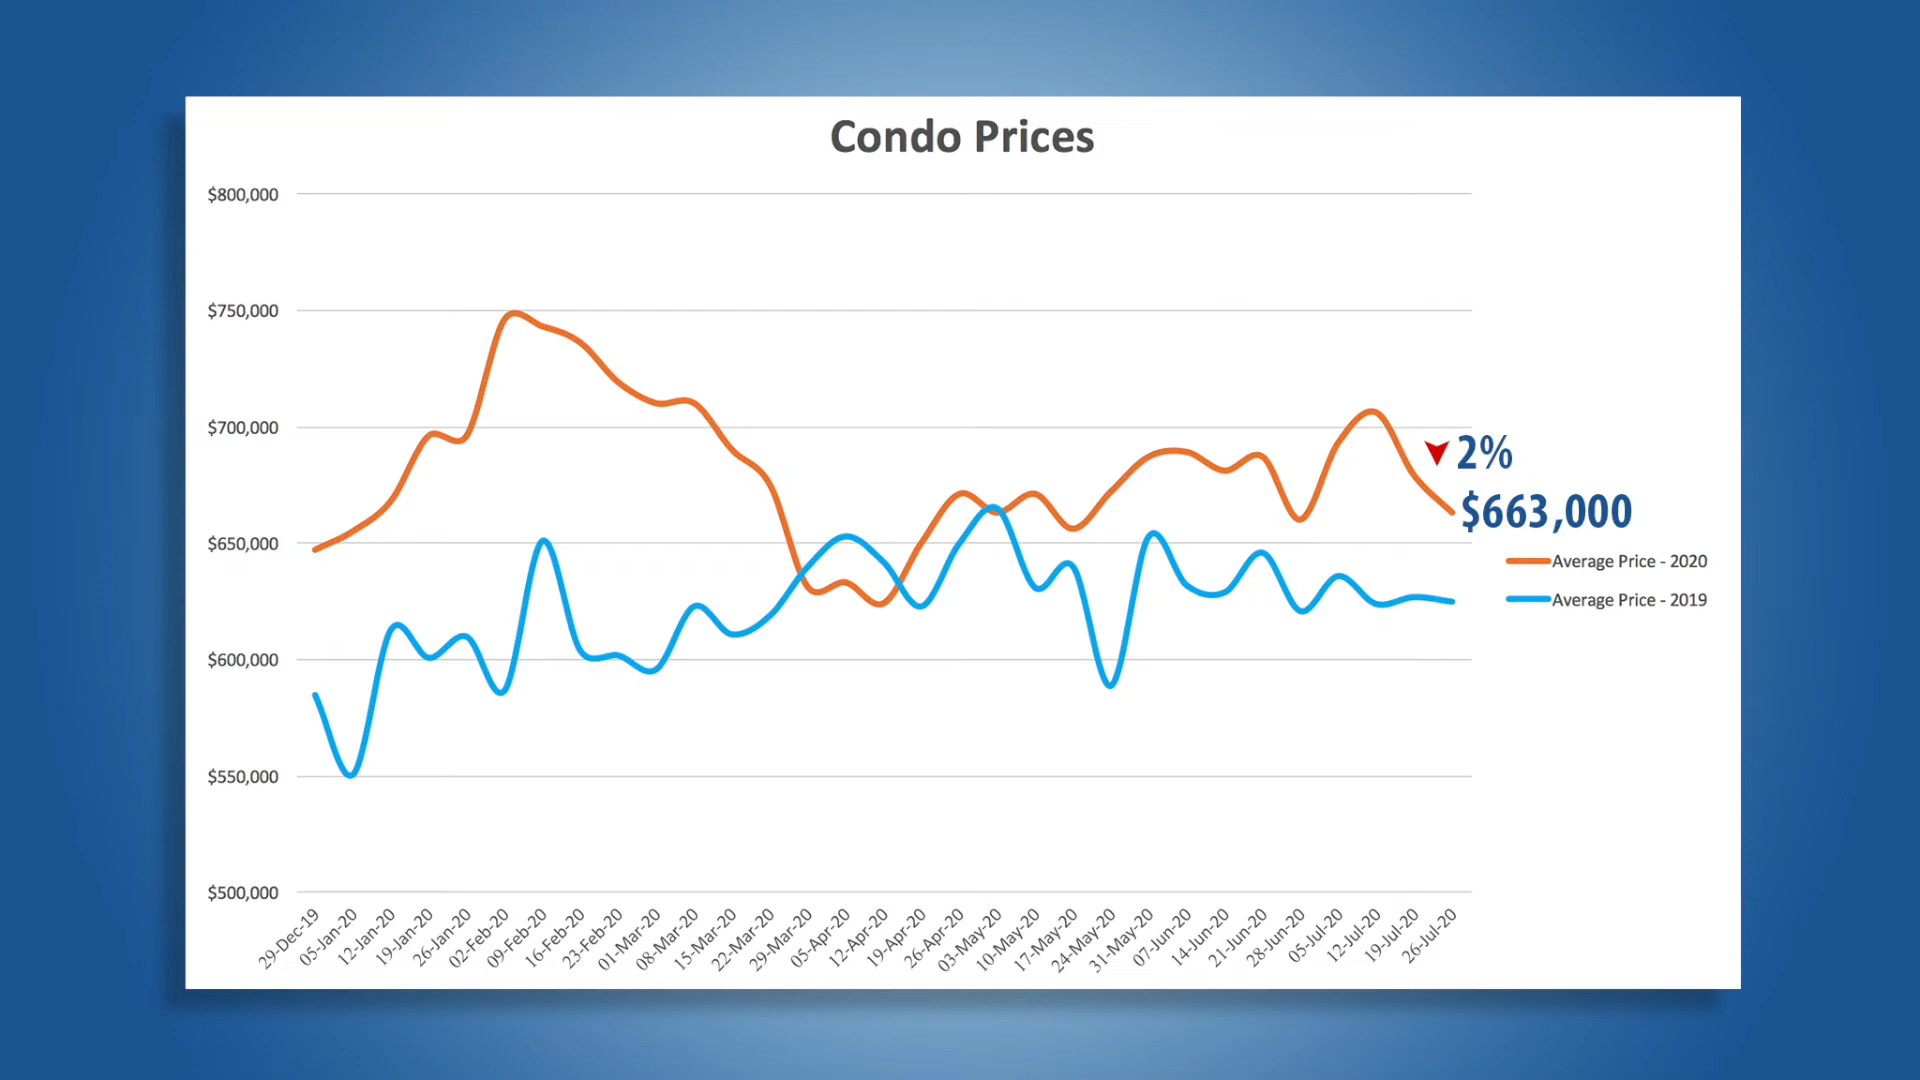 Condo Prices
$800,000
$750,000
$700,000
$650,000
$600,000
$550,000
$500,000
2%
$663,000
Average Price - 2020
Average Price - 2019
29-Dec-19
05-Jan-20
12-Jan-20
19-Jan-20
26-Jan-20
02-Feb-20
09-Feb-20
16-Feb-20
23-Feb-20
01-Mar-20
08-Mar-20
15-Mar-20
22-Mar-20
29-Mar-20
05-Apr-20
12-Apr-20
19-Apr-20
26-Apr-20
03-May-20
10-May-20
17-May-20
24-May-20
31-May-20
07-Jun-20
14-Jun-20
21-Jun-20
28-Jun-20
05-Jul-20
12-Jul-20
19-Jul-20
26-Jul-20